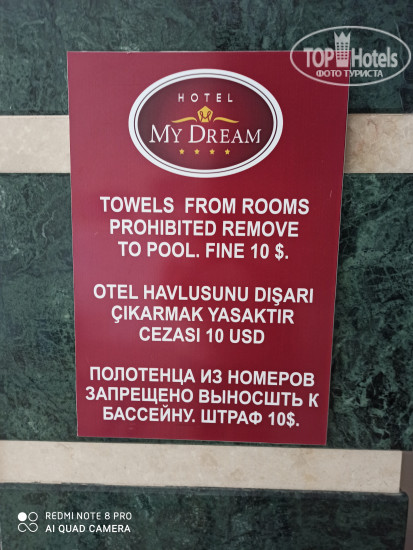 TOP Hotels
ФОТО ТУРИСТА
HOTEL
MY DREAM
TOWELS FROM ROOMS
PROHIBITED REMOVE
TO POOL. FINE 10 $.
OTEL HAVLUSUNU DIŞARI
ÇIKARMAK YASAKTIR
CEZASI 10 USD
ПОЛОТЕНЦА ИЗ НОМЕРОВ
ЗАПРЕЩЕНО ВЫНОСШТЬ К
БАССЕЙНУ. ШТРАФ 10$.
REDMI NOTE 8 PRO
AI QUAD CAMERA